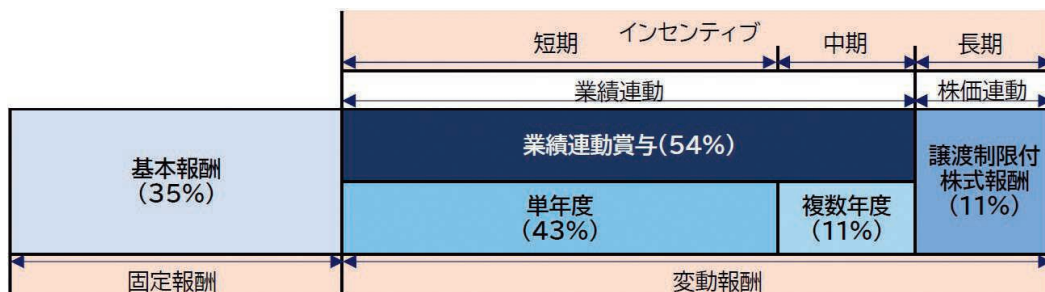 インセンティブ
短期
中期
長期
業績連動
株価連動
基本報酬
(35%)
業績連動賞与(54%)
単年度
(43%)
複数年度
(11%)
譲渡制限付
株式報酬
(11%)
固定報酬
変動報酬